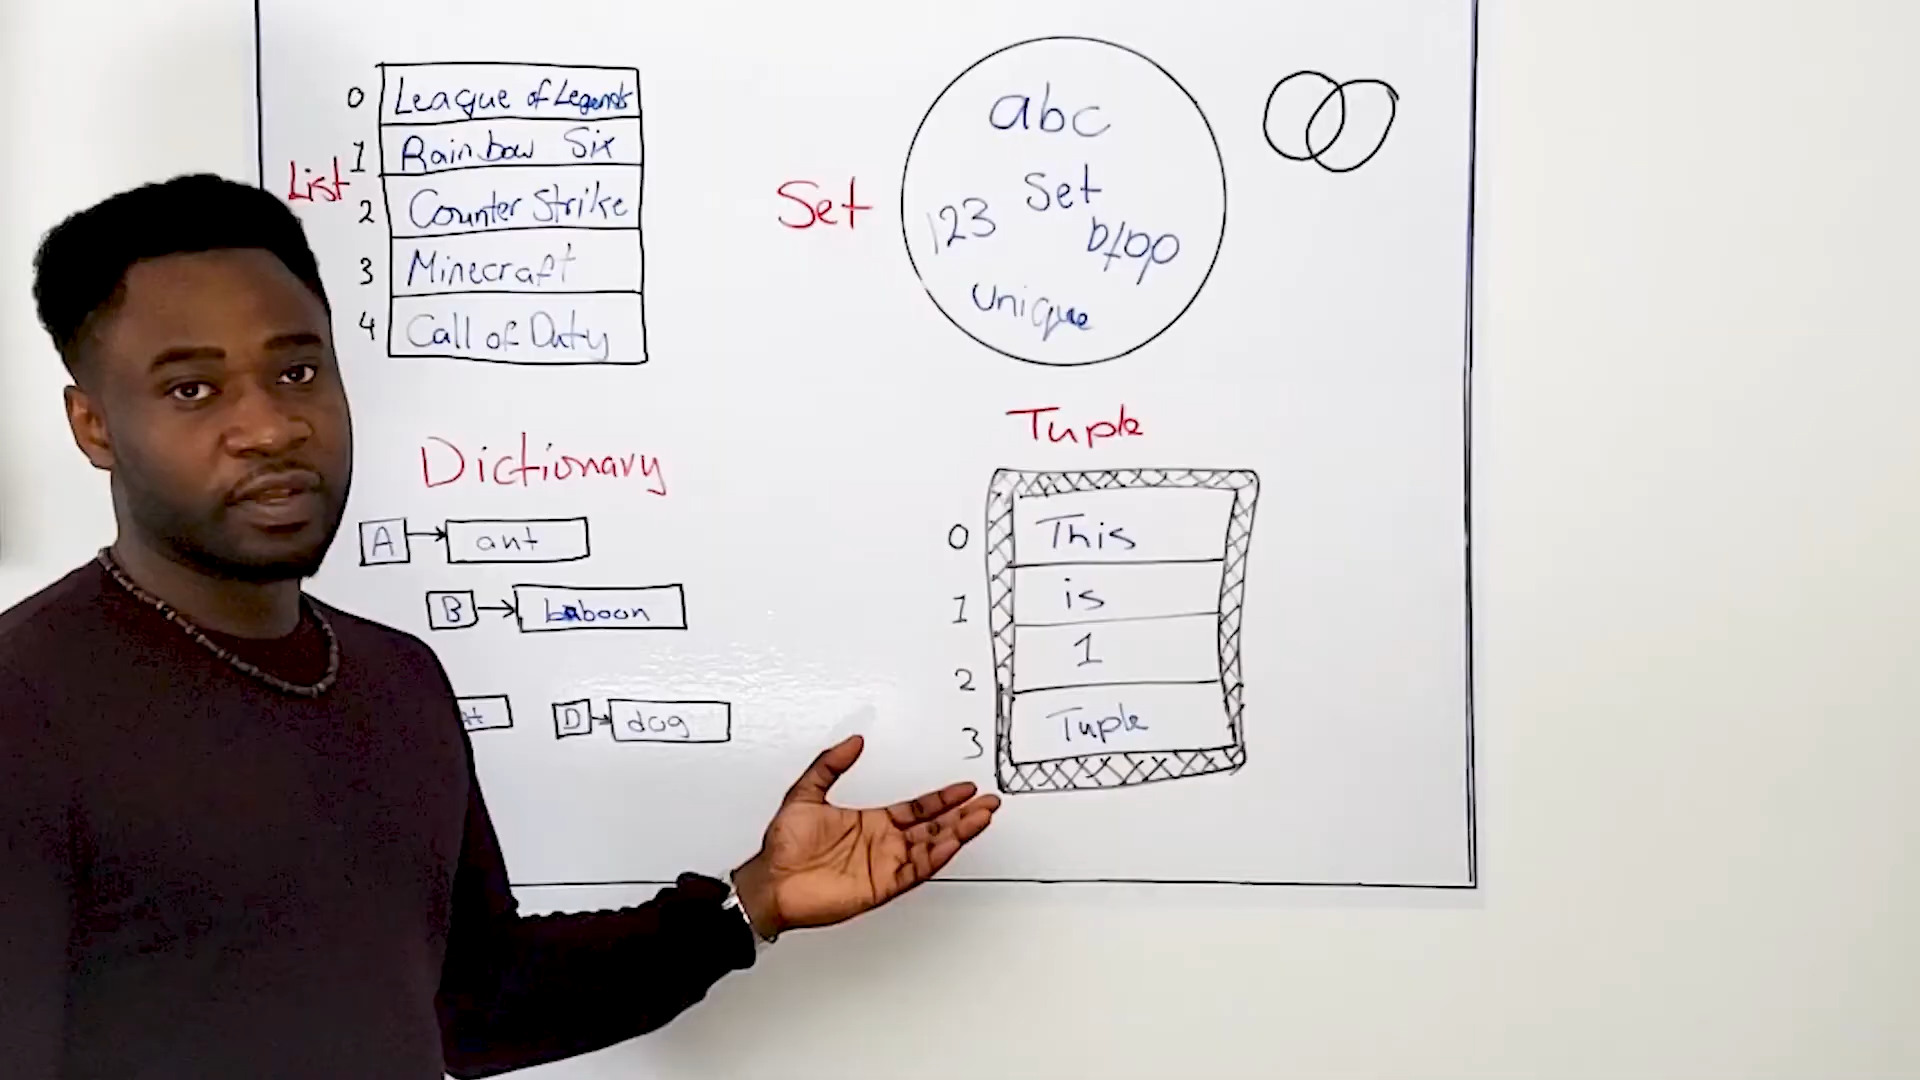 0 League of Legends
1 Rainbow Six
List
2 Counter Strike
3 Minecraft
4 Call of Duty
Set
abc
Set
123
unique
Dictionary
A ant
B baboon
D dog
Tuple
0 This
1 is
2 1
3 Tuple